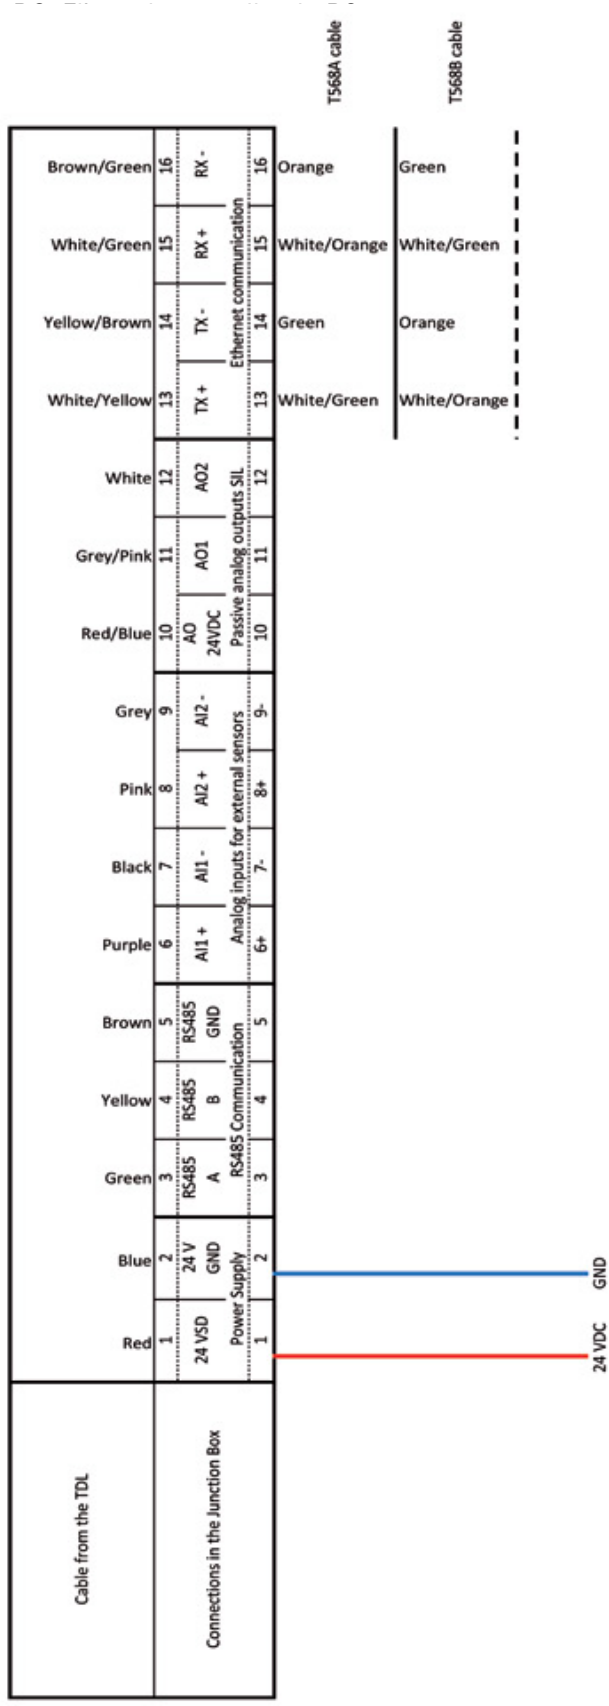 T568A cable
T568B cable
Brown/Green 16 RX - 16 Orange Green
White/Green 15 RX + 15 White/Orange White/Green
Yellow/Brown 14 TX - 14 Green Orange
White/Yellow 13 TX + 13 White/Green White/Orange
Ethernet communication
White 12 AO2 12
Grey/Pink 11 AO1 11
Red/Blue 10 AO 24VDC 10
Passive analog outputs SIL
Grey 9 AI2 - 9-
Pink 8 AI2 + 8+
Black 7 AI1 - 7-
Purple 6 AI1 + 6+
Analog inputs for external sensors
Brown 5 RS485 GND 5
Yellow 4 RS485 B 4
Green 3 RS485 A 3
RS485 Communication
Blue 2 24 V GND 2
GND
Red 1 24 VSD 1
24 VDC
Power Supply
Cable from the TDL
Connections in the Junction Box